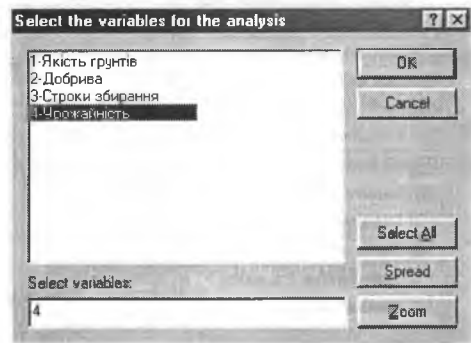 Select the variables for the analysis
1-Якість грунтів
2-Добрива
3-Строки збирання
4-Урожайність
OK
Cancel
Select All
Spread
Zoom
Select variables:
4